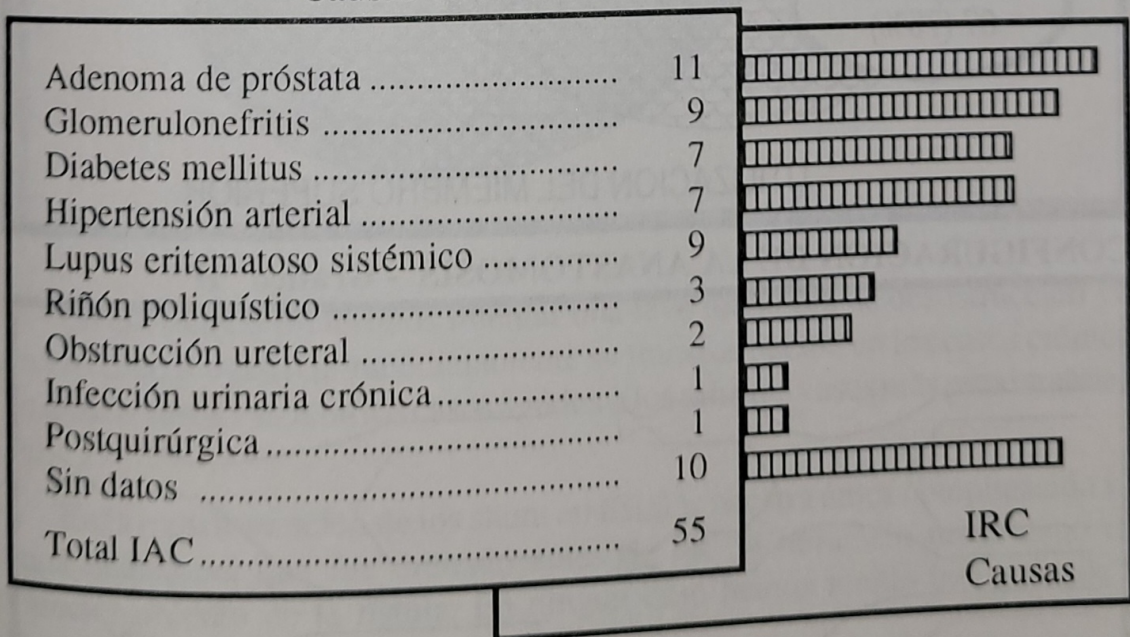 Adenoma de próstata ........................ 11
Glomerulonefritis .............................. 9
Diabetes mellitus ............................... 7
Hipertensión arterial .......................... 7
Lupus eritematoso sistémico .............. 9
Riñón poliquístico .............................. 3
Obstrucción ureteral .......................... 2
Infección urinaria crónica ................... 1
Postquirúrgica .................................... 1
Sin datos ........................................... 10
Total IAC ........................................... 55
IRC
Causas